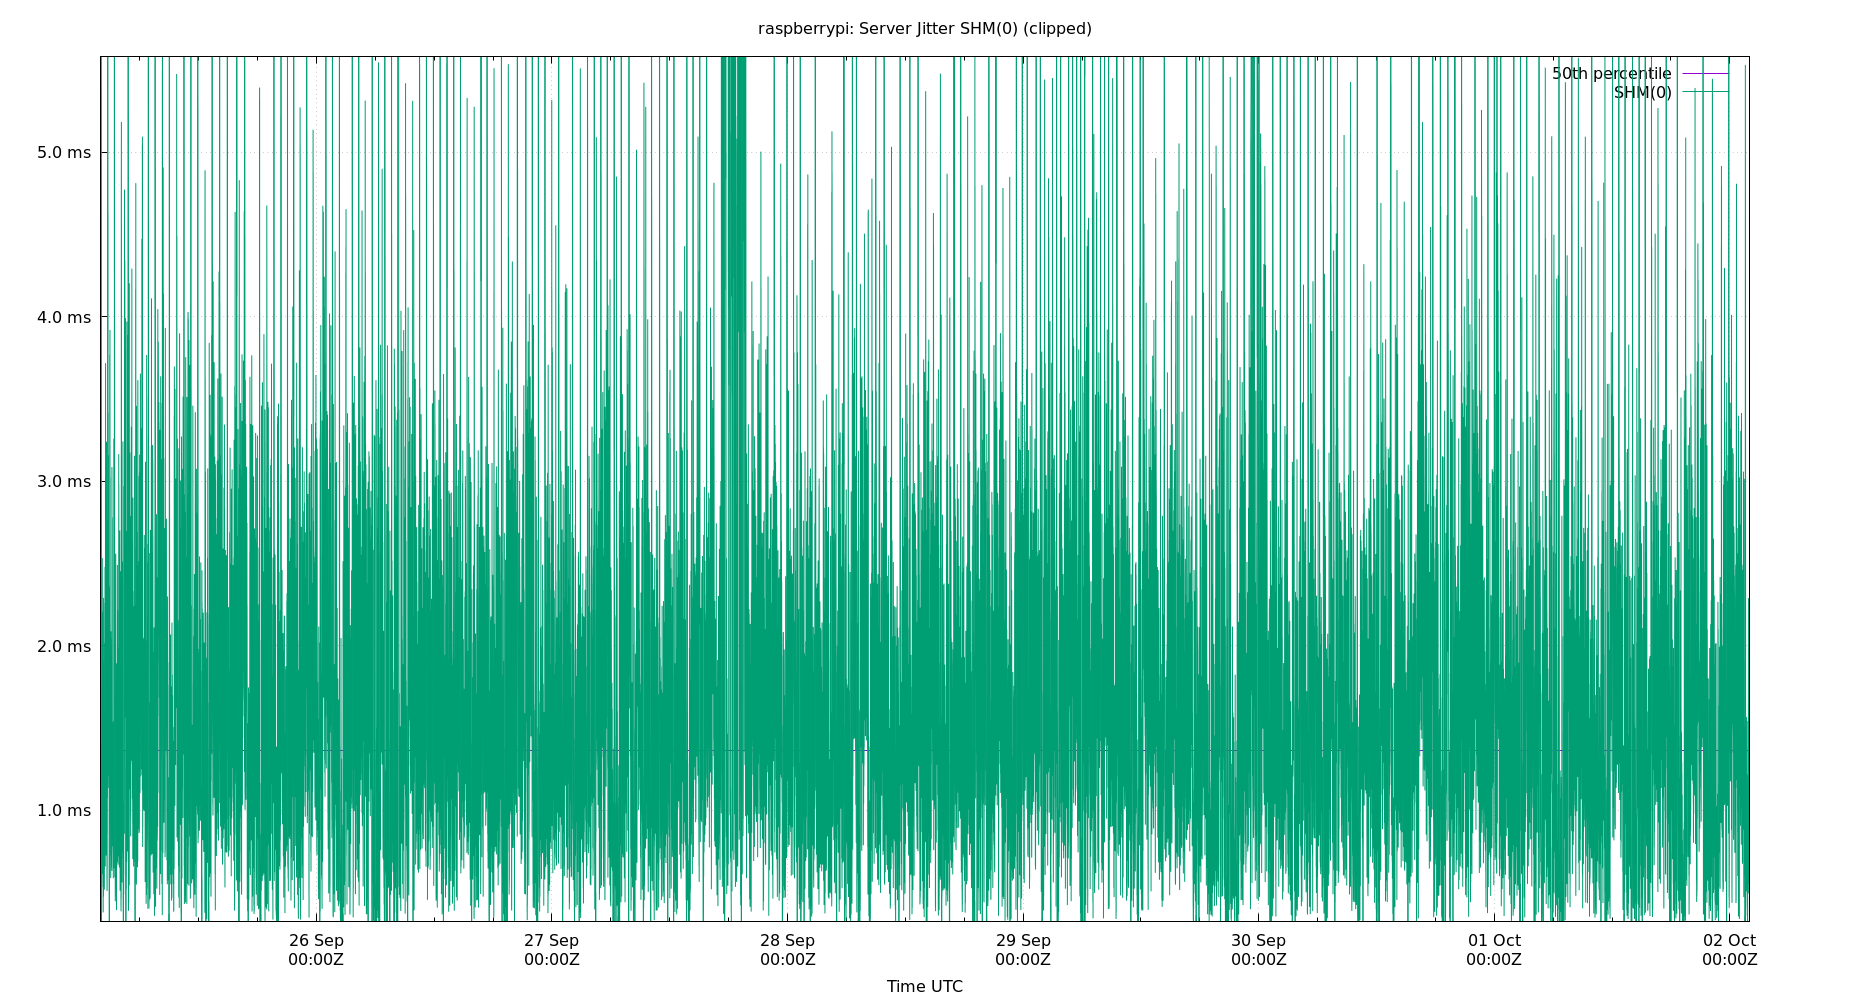 raspberrypi: Server Jitter SHM(0) (clipped)
50th percentile
SHM(0)
5.0 ms
4.0 ms
3.0 ms
2.0 ms
1.0 ms
26 Sep 27 Sep 28 Sep 29 Sep 30 Sep 01 Oct 02 Oct
00:00Z 00:00Z 00:00Z 00:00Z 00:00Z 00:00Z 00:00Z
Time UTC